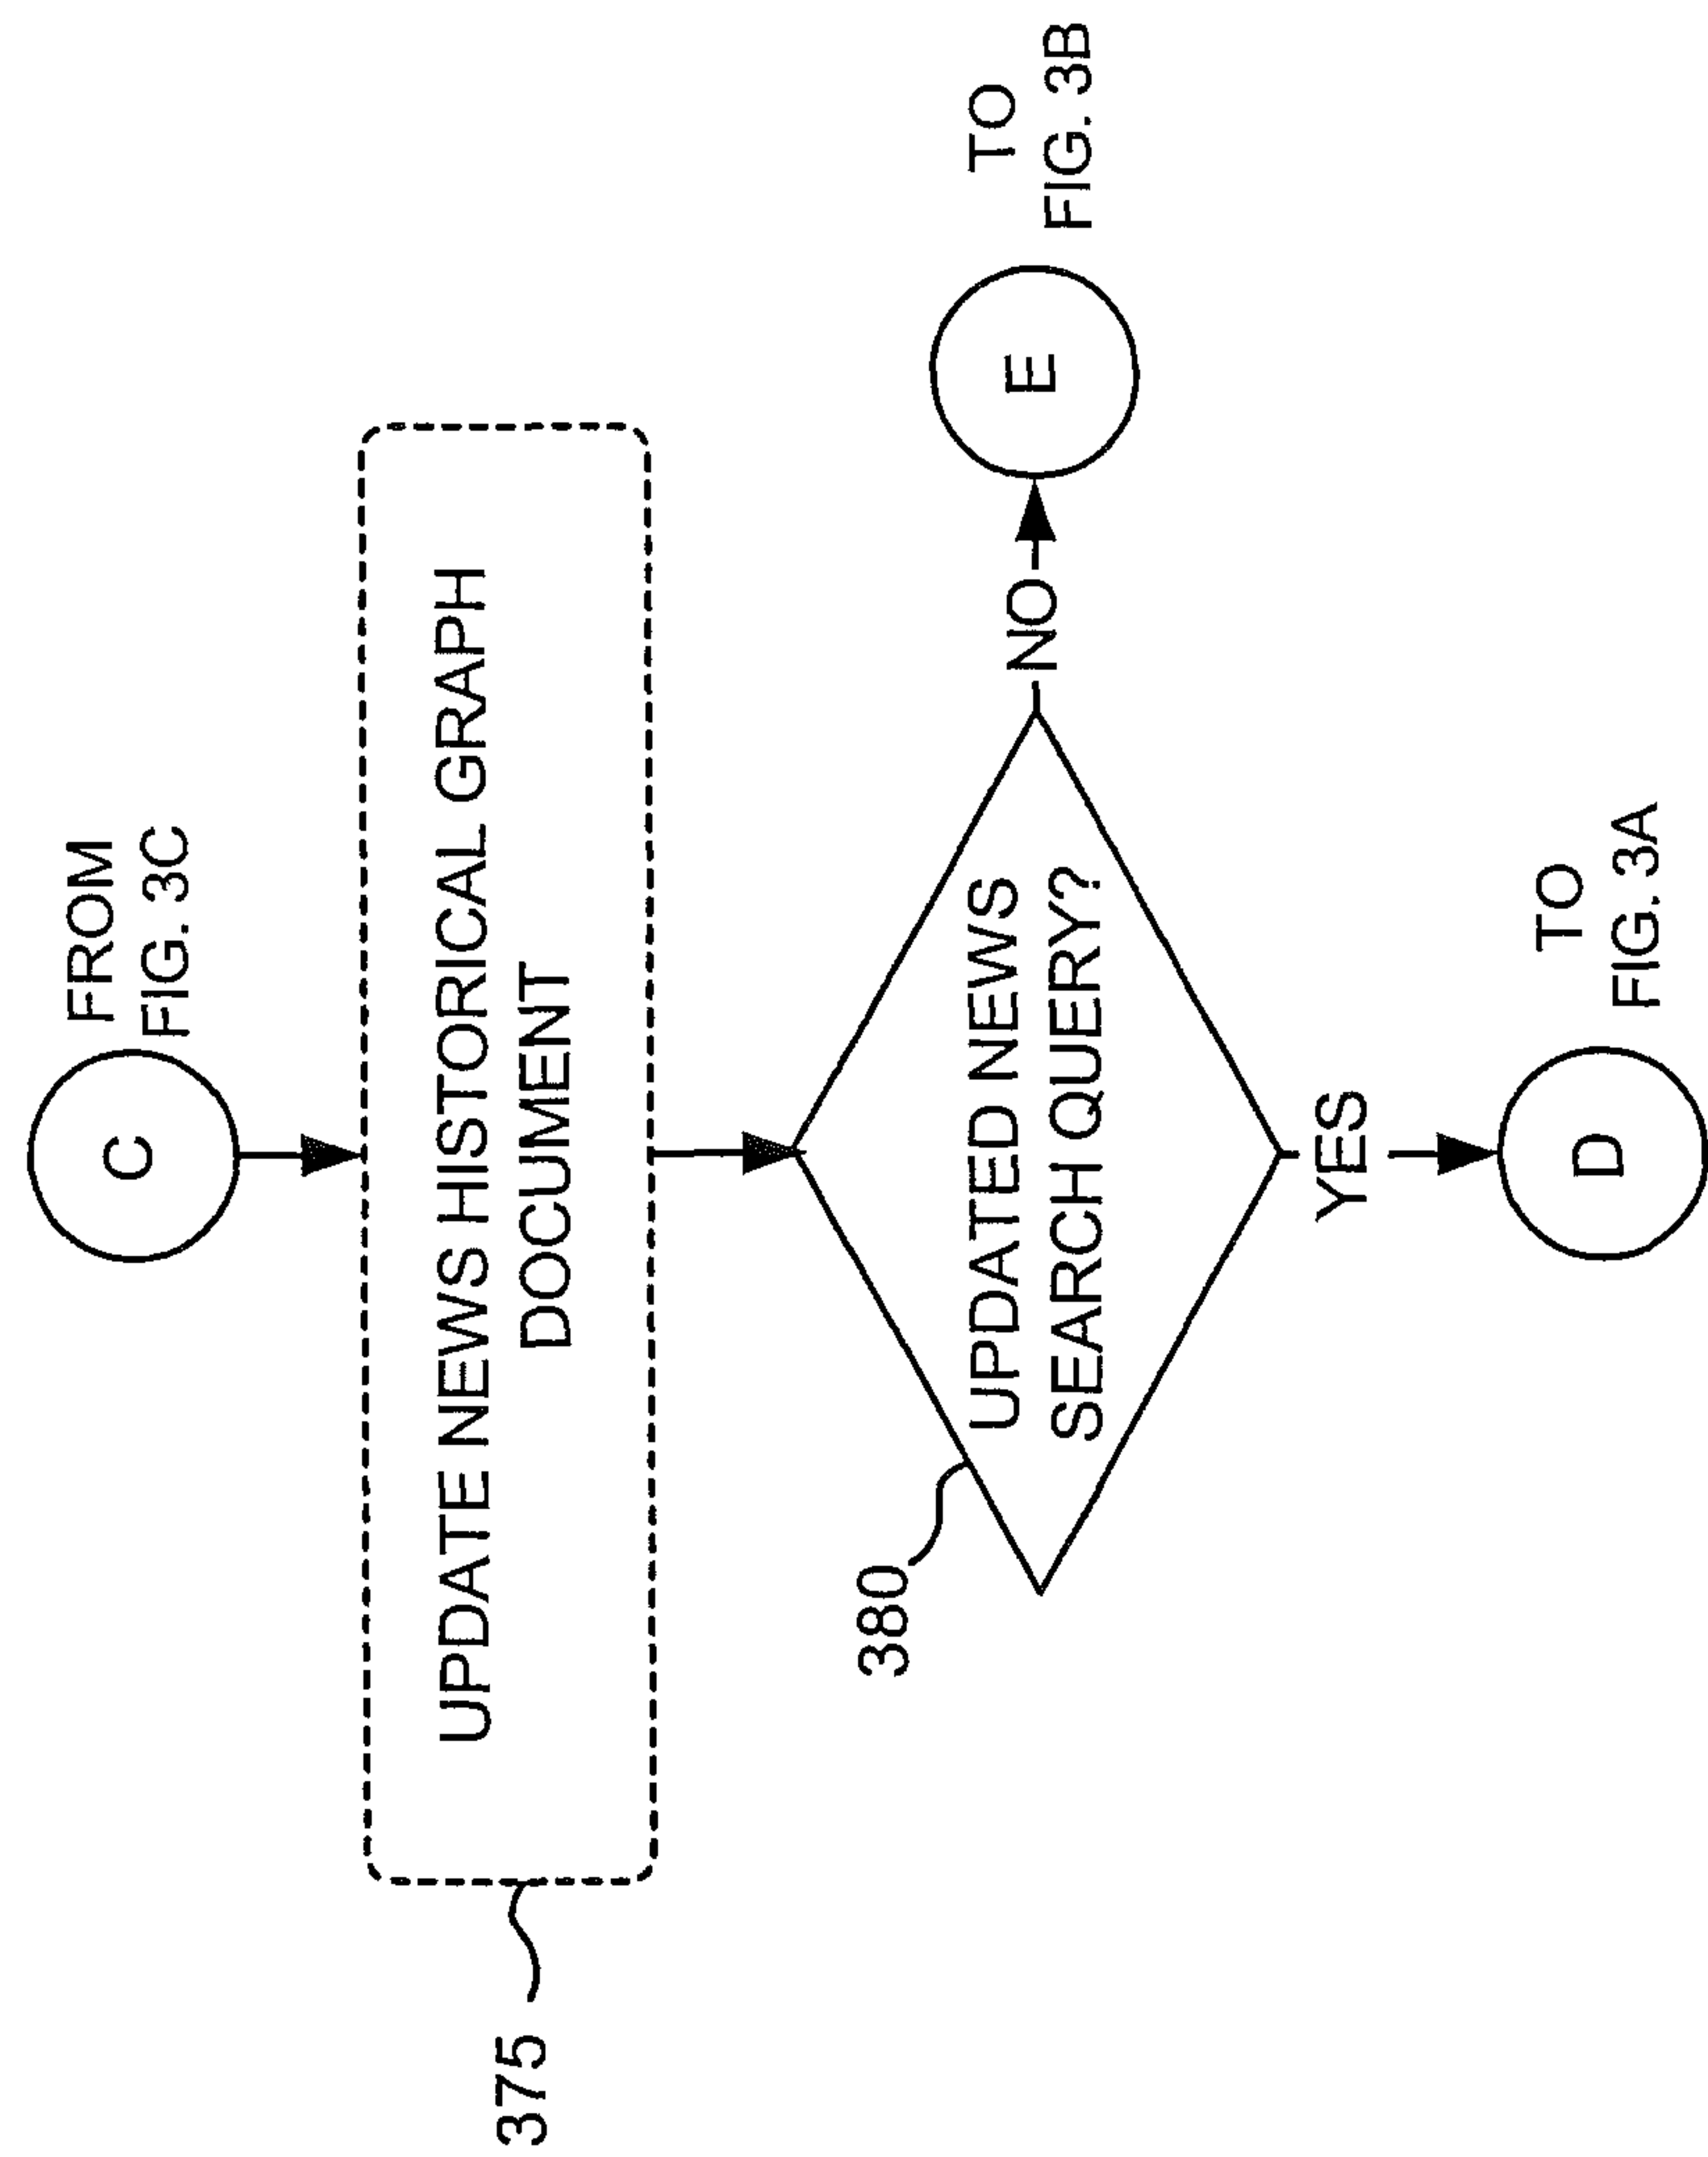 FROM
FIG. 3C
C
375
UPDATE NEWS HISTORICAL GRAPH
DOCUMENT
380
UPDATED NEWS
SEARCH QUERY?
NO
E
TO
FIG. 3B
YES
D
TO
FIG. 3A